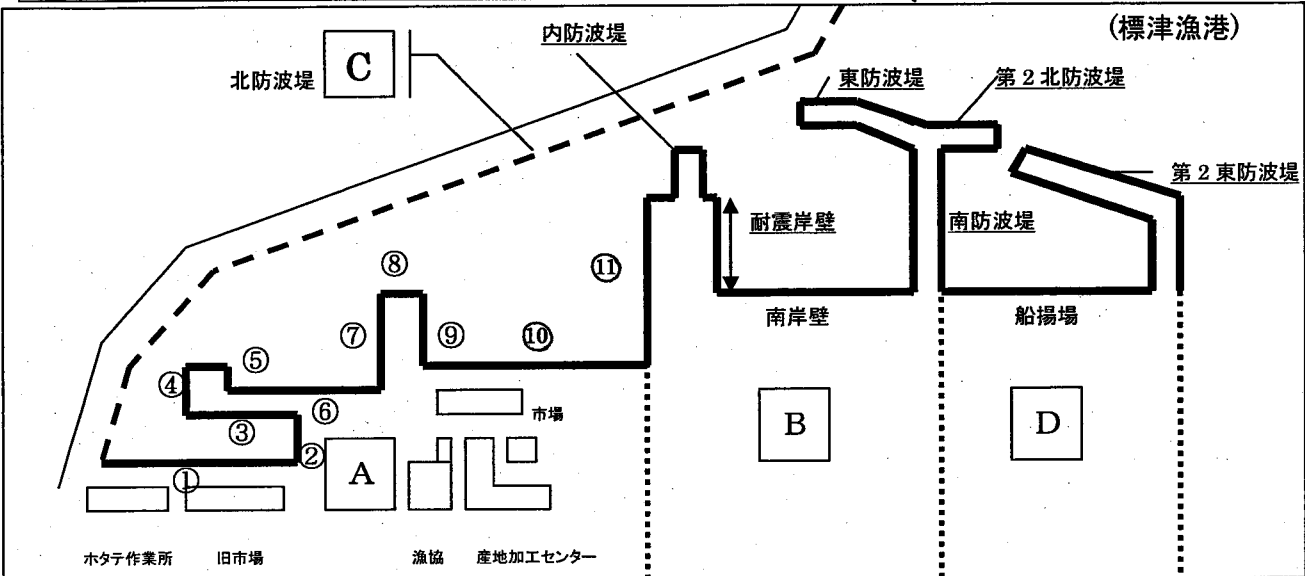 (標津漁港)
内防波堤
北防波堤
C
東防波堤
第2北防波堤
第2東防波堤
耐震岸壁
南防波堤
⑧
⑪
南岸壁
船揚場
⑦
⑨
⑩
⑤
④
⑥
市場
③
B
D
②
A
①
ホタテ作業所
旧市場
漁協
産地加工センター